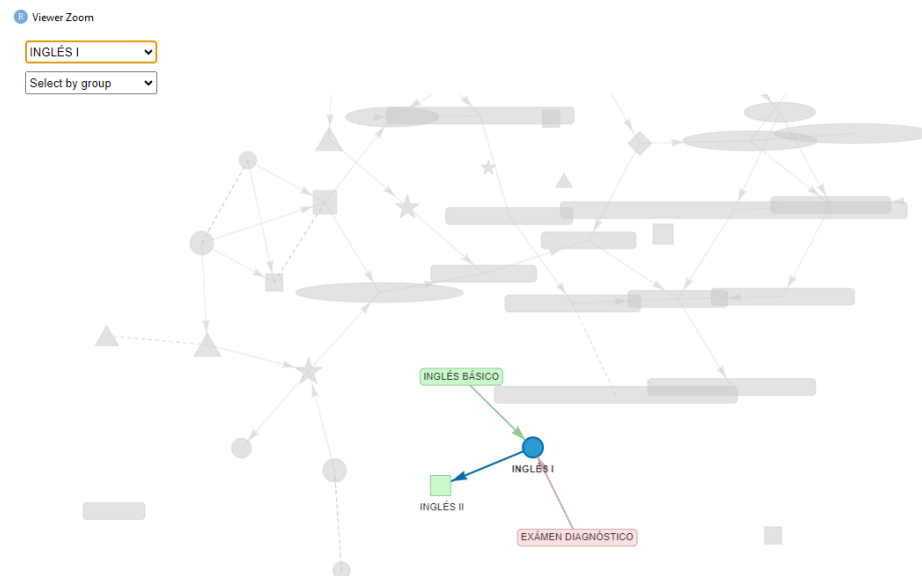 R Viewer Zoom
INGLÉS I
Select by group
INGLÉS BÁSICO
INGLÉS I
INGLÉS II
EXÁMEN DIAGNÓSTICO